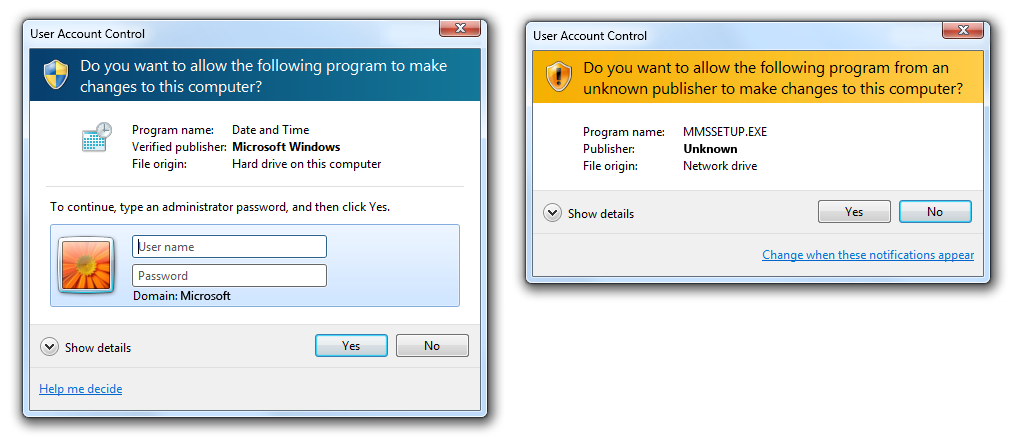 User Account Control
Do you want to allow the following program to make
changes to this computer?
Program name: Date and Time
Verified publisher: Microsoft Windows
File origin: Hard drive on this computer
To continue, type an administrator password, and then click Yes.
User name
Password
Domain: Microsoft
Show details
Yes
No
Help me decide
User Account Control
Do you want to allow the following program from an
unknown publisher to make changes to this computer?
Program name: MMSSETUP.EXE
Publisher: Unknown
File origin: Network drive
Show details
Yes
No
Change when these notifications appear